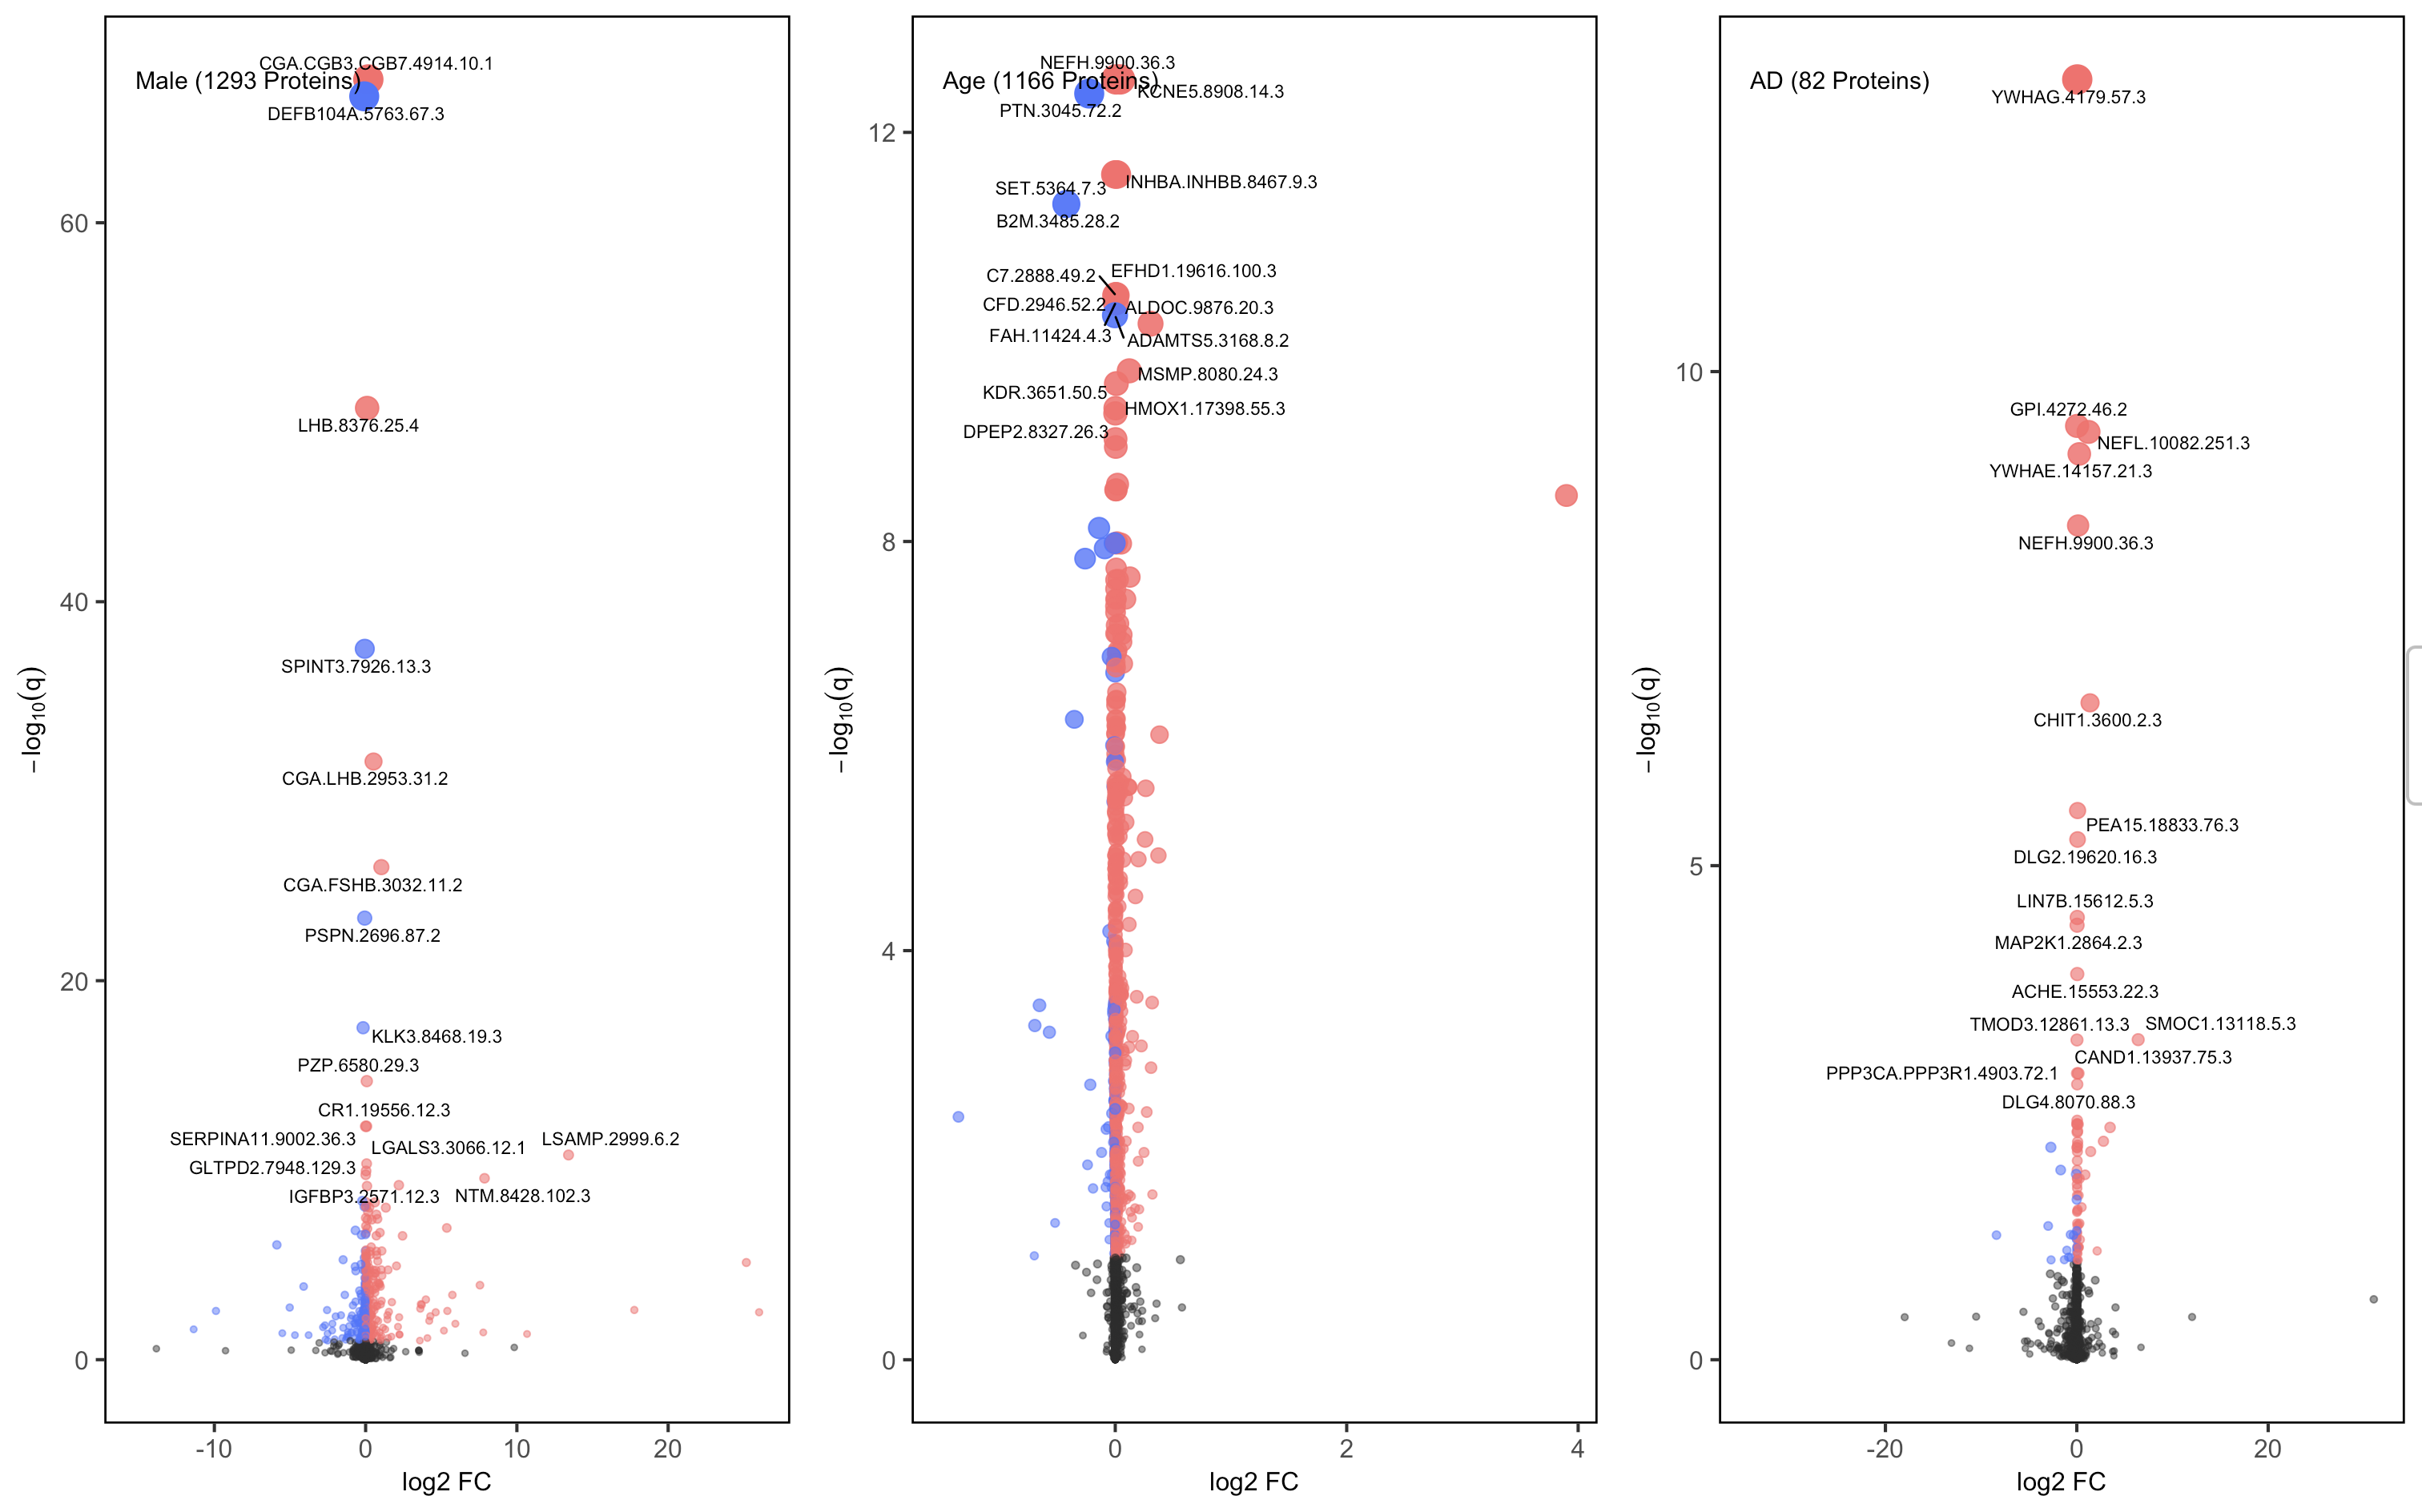 CGA.CGB3.CGB7.4914.10.1
Male (1293 Proteins)
DEFB104A.5763.67.3
60
LHB.8376.25.4
40
SPINT3.7926.13.3
−log10(q)
CGA.LHB.2953.31.2
CGA.FSHB.3032.11.2
PSPN.2696.87.2
20
KLK3.8468.19.3
PZP.6580.29.3
CR1.19556.12.3
SERPINA11.9002.36.3
LGALS3.3066.12.1
LSAMP.2999.6.2
GLTPD2.7948.129.3
IGFBP3.2571.12.3
NTM.8428.102.3
0
-10 0 10 20
log2 FC
NEFH.9900.36.3
Age (1166 Proteins)
KCNE5.8908.14.3
PTN.3045.72.2
12
INHBA.INHBB.8467.9.3
SET.5364.7.3
B2M.3485.28.2
EFHD1.19616.100.3
C7.2888.49.2
CFD.2946.52.2
ALDOC.9876.20.3
FAH.11424.4.3
ADAMTS5.3168.8.2
MSMP.8080.24.3
KDR.3651.50.5
HMOX1.17398.55.3
DPEP2.8327.26.3
8
−log10(q)
4
0
0 2 4
log2 FC
AD (82 Proteins)
YWHAG.4179.57.3
10
GPI.4272.46.2
NEFL.10082.251.3
YWHAE.14157.21.3
NEFH.9900.36.3
−log10(q)
CHIT1.3600.2.3
PEA15.18833.76.3
5
DLG2.19620.16.3
LIN7B.15612.5.3
MAP2K1.2864.2.3
ACHE.15553.22.3
TMOD3.12861.13.3
SMOC1.13118.5.3
CAND1.13937.75.3
PPP3CA.PPP3R1.4903.72.1
DLG4.8070.88.3
0
-20 0 20
log2 FC